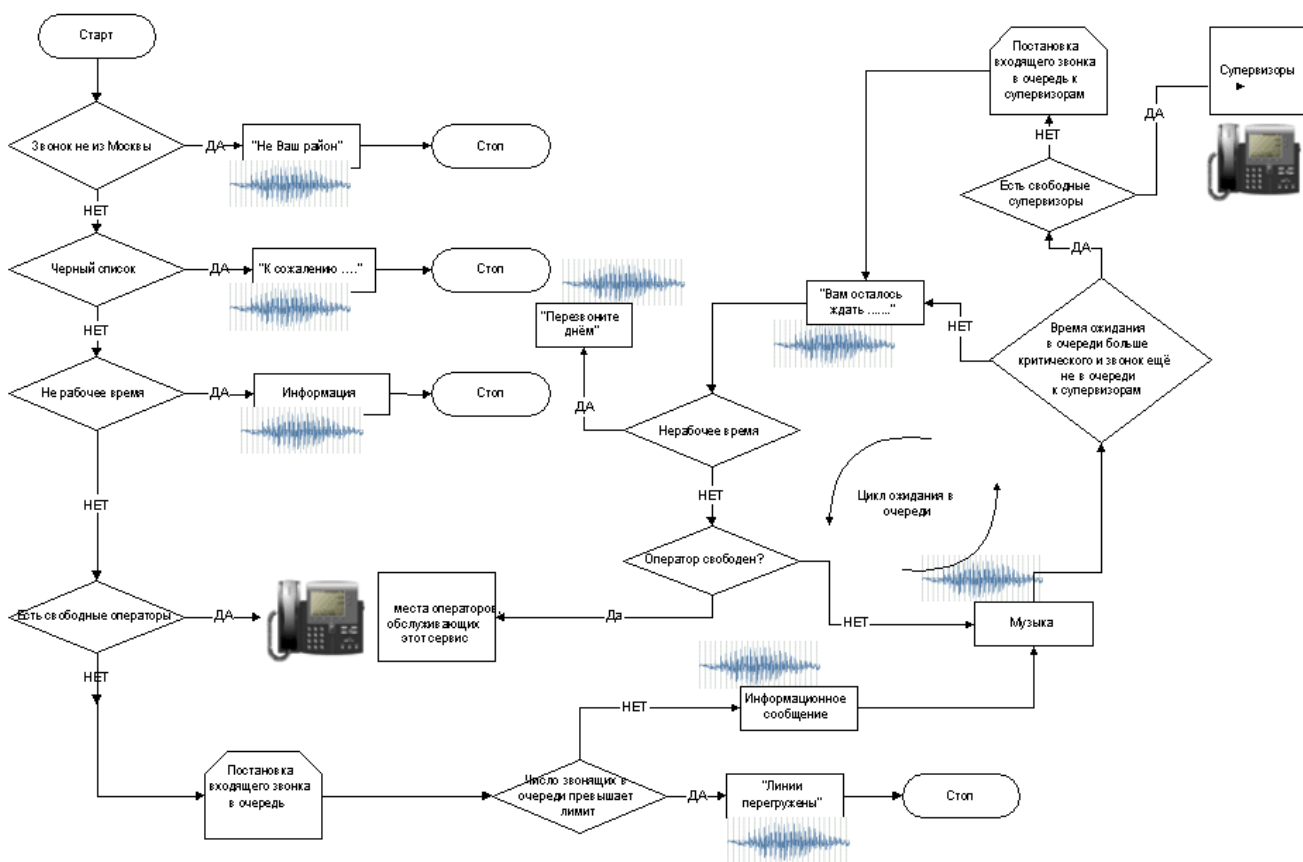 Старт
Звонок не из Москвы
ДА
"Не Ваш район"
Стоп
НЕТ
Черный список
ДА
"К сожалению ...."
Стоп
НЕТ
Не рабочее время
ДА
Информация
Стоп
НЕТ
Есть свободные операторы
ДА
места операторов,
обслуживающих
этот сервис
НЕТ
Постановка
входящего звонка
в очередь
Число звонящих в
очереди превышает
лимит
ДА
"Линии
перегружены"
Стоп
НЕТ
Информационное
сообщение
Музыка
Время ожидания
в очереди больше
критического и звонок ещё
не в очереди
к супервизорам
НЕТ
"Вам осталось
ждать ......."
ДА
Есть свободные
супервизоры
НЕТ
Постановка
входящего звонка
в очередь к
супервизорам
ДА
Супервизоры
Нерабочее время
ДА
"Перезвоните
днём"
НЕТ
Оператор свободен?
Да
НЕТ
Цикл ожидания в
очереди